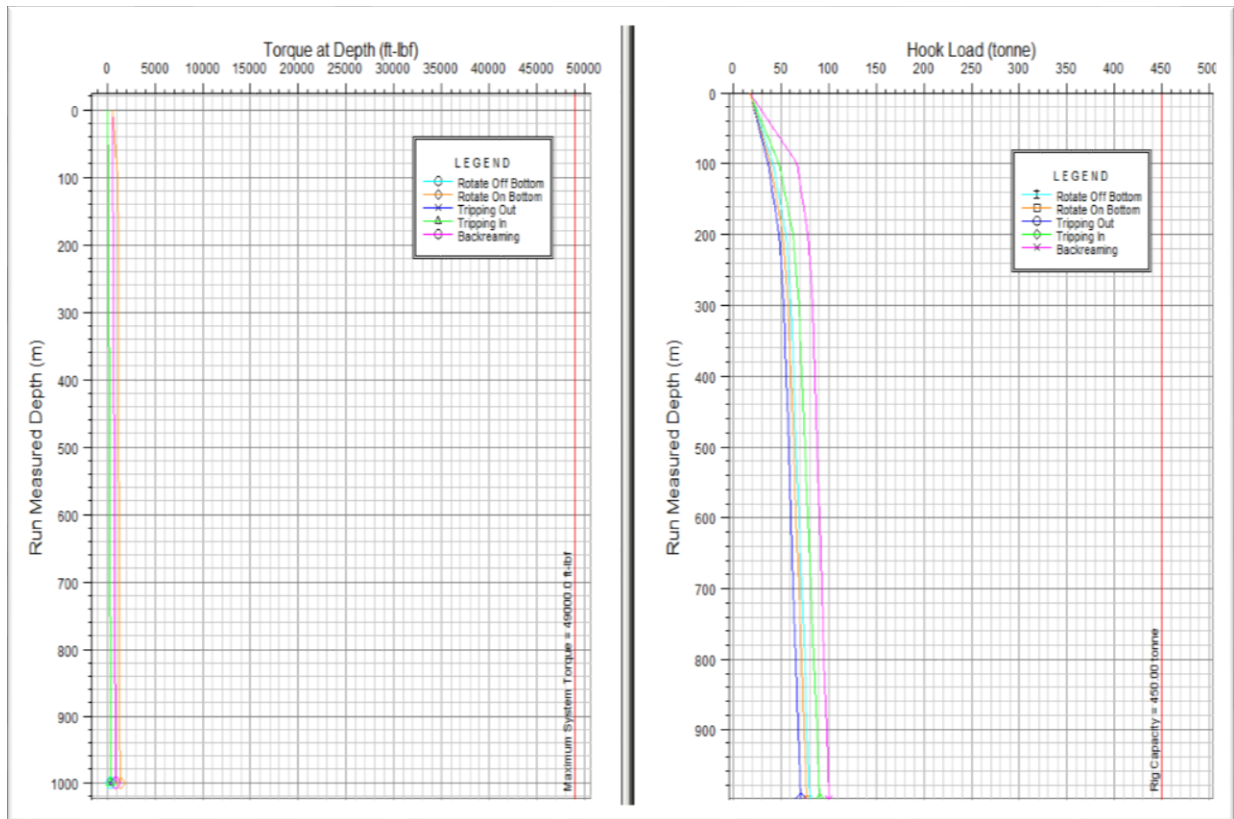 Torque at Depth (ft-lbf)
0 5000 10000 15000 20000 25000 30000 35000 40000 45000 50000
0
100
200
300
400
500
600
700
800
900
1000
Run Measured Depth (m)
LEGEND
Rotate Off Bottom
Rotate On Bottom
Tripping Out
Tripping In
Backreaming
Maximum System Torque = 49000.0 ft-lbf
Hook Load (tonne)
0 50 100 150 200 250 300 350 400 450 50
0
100
200
300
400
500
600
700
800
900
Run Measured Depth (m)
LEGEND
Rotate Off Bottom
Rotate On Bottom
Tripping Out
Tripping In
Backreaming
Rig Capacity = 450.00 tonne